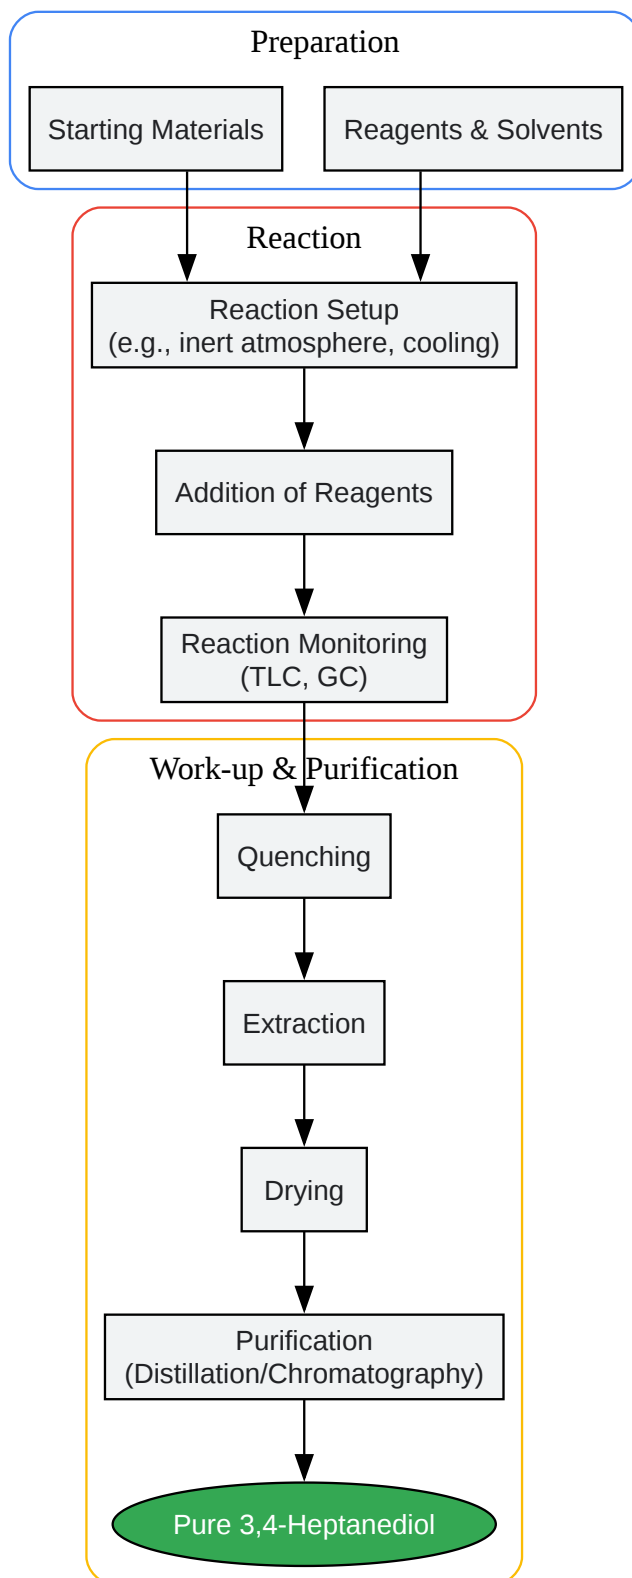 Preparation
Starting Materials
Reagents & Solvents
Reaction
Reaction Setup
(e.g., inert atmosphere, cooling)
Addition of Reagents
Reaction Monitoring
(TLC, GC)
Work-up & Purification
Quenching
Extraction
Drying
Purification
(Distillation/Chromatography)
Pure 3,4-Heptanediol